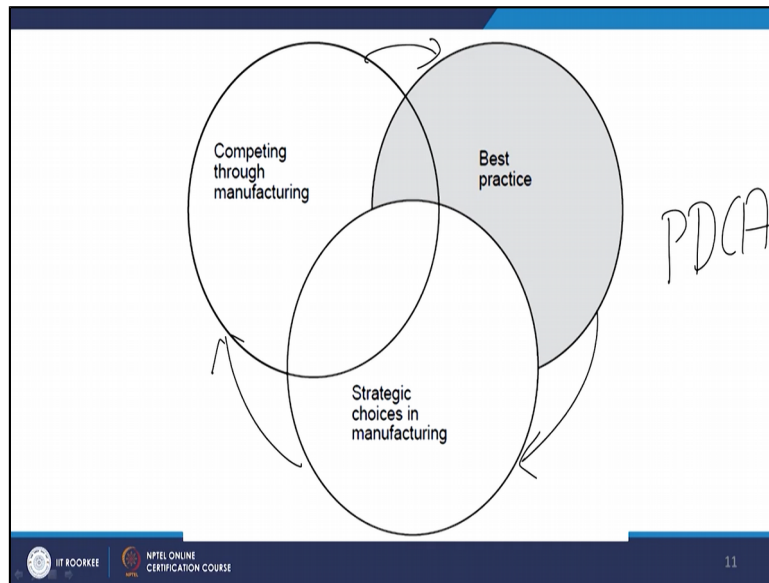 Competing
through
manufacturing
Best
practice
PDCA
Strategic
choices in
manufacturing
IIT ROORKEE
NPTEL ONLINE
CERTIFICATION COURSE
11